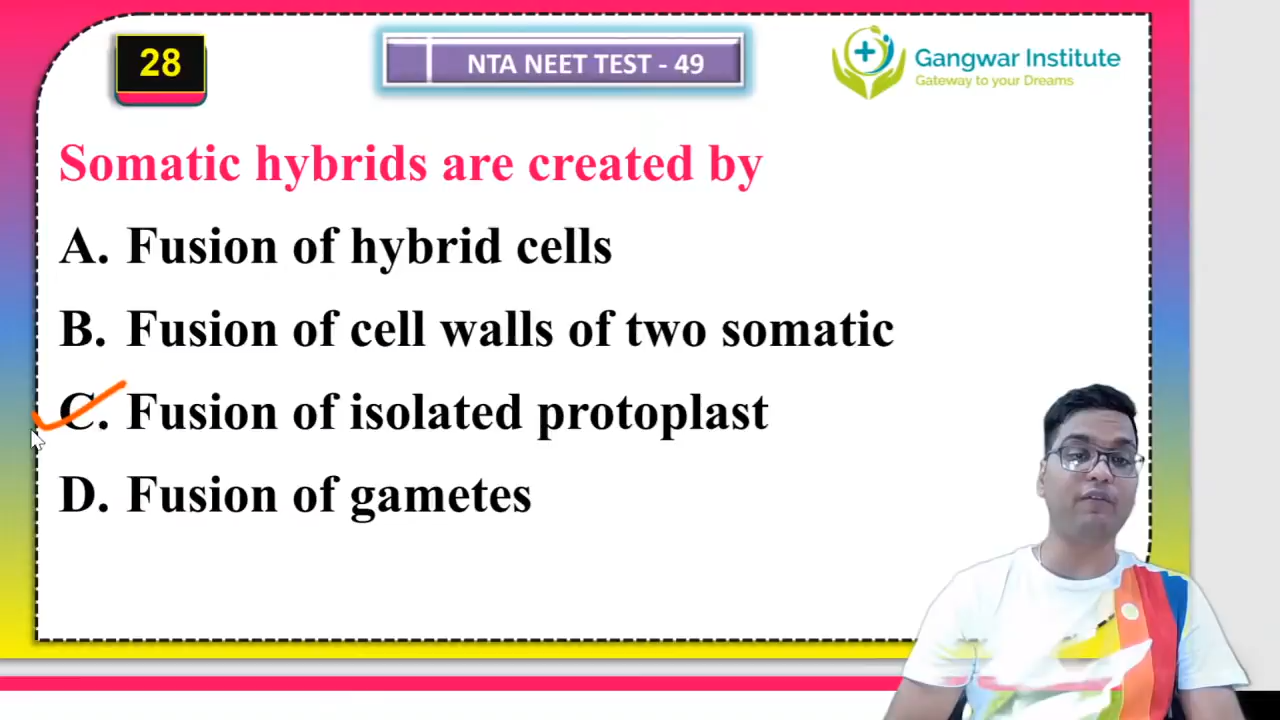 28
NTA NEET TEST - 49
Gangwar Institute
Gateway to your Dreams
Somatic hybrids are created by
A. Fusion of hybrid cells
B. Fusion of cell walls of two somatic
C. Fusion of isolated protoplast
D. Fusion of gametes